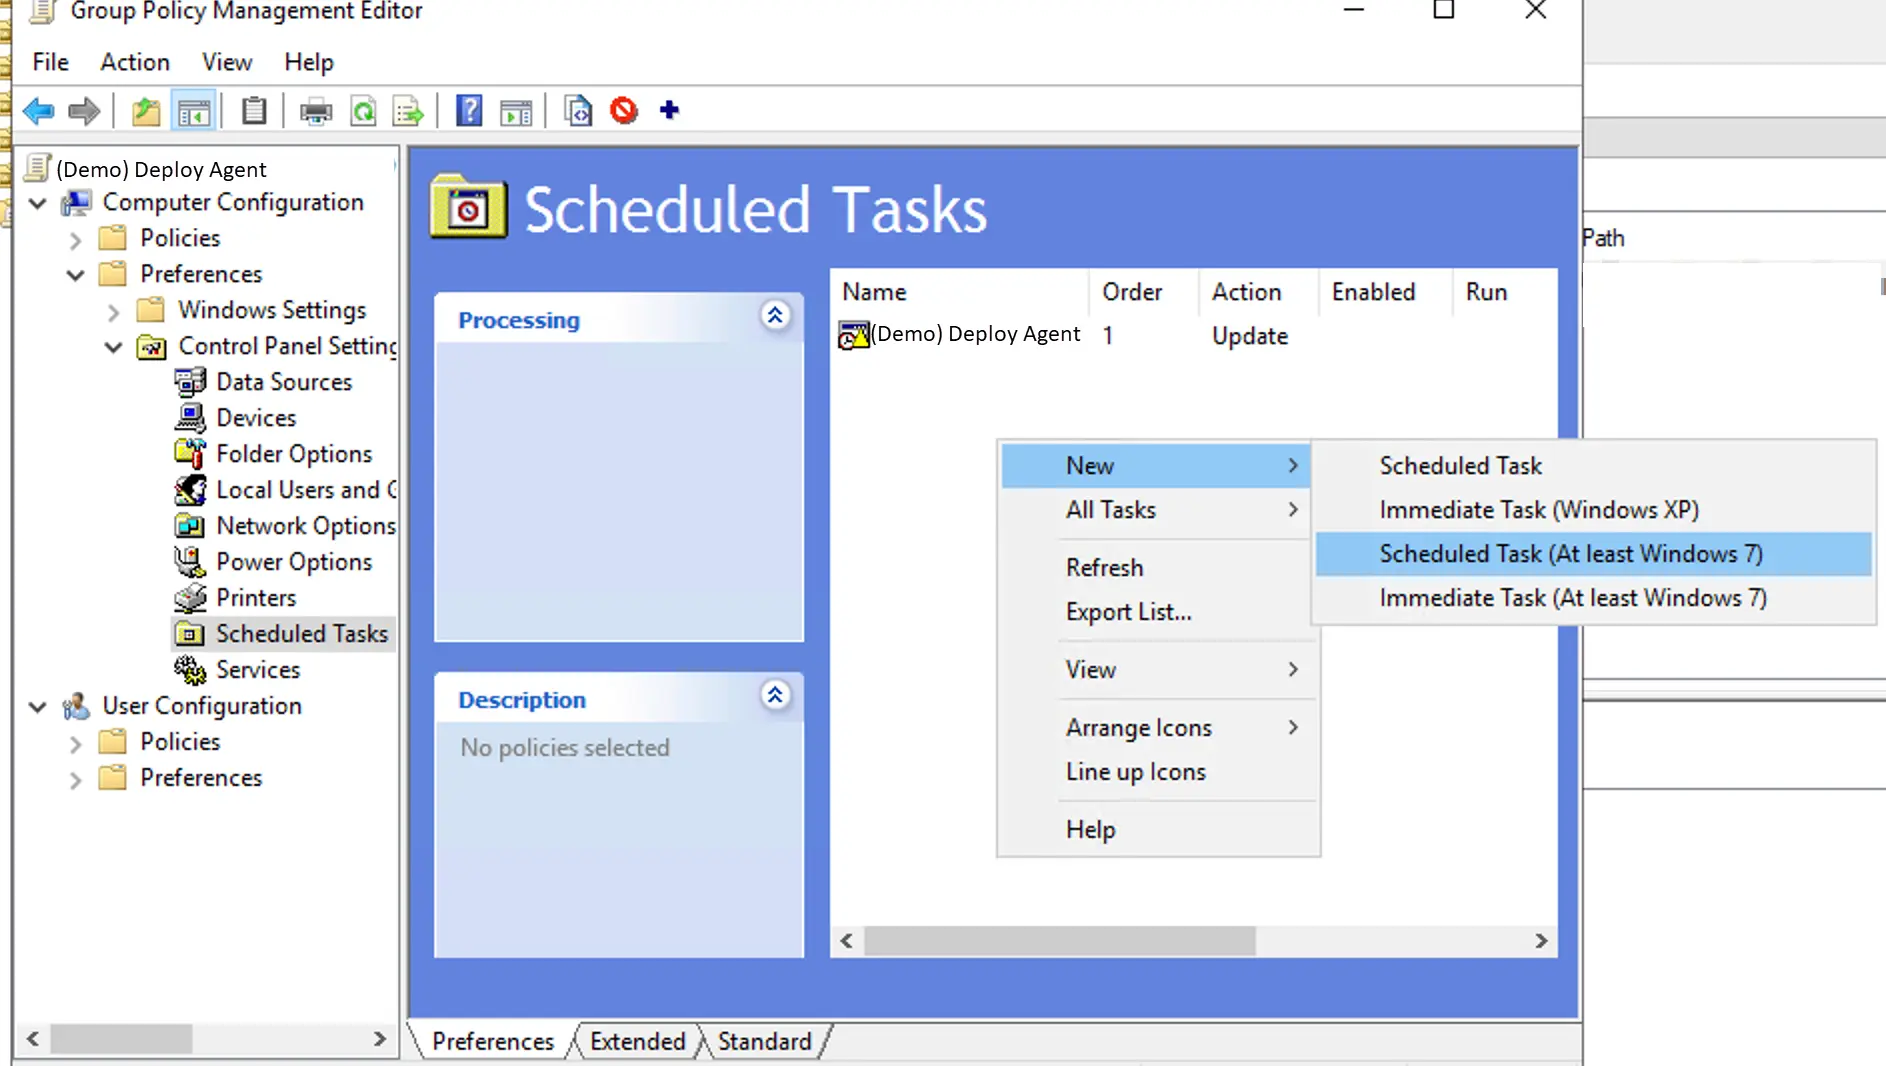 Group Policy Management Editor
File Action View Help
(Demo) Deploy Agent
Computer Configuration
Policies
Preferences
Windows Settings
Control Panel Setting
Data Sources
Devices
Folder Options
Local Users and G
Network Options
Power Options
Printers
Scheduled Tasks
Services
User Configuration
Policies
Preferences
Scheduled Tasks
Processing
Description
No policies selected
Name Order Action Enabled Run
(Demo) Deploy Agent 1 Update
New
All Tasks
Refresh
Export List...
View
Arrange Icons
Line up Icons
Help
Scheduled Task
Immediate Task (Windows XP)
Scheduled Task (At least Windows 7)
Immediate Task (At least Windows 7)
Path
Preferences Extended Standard